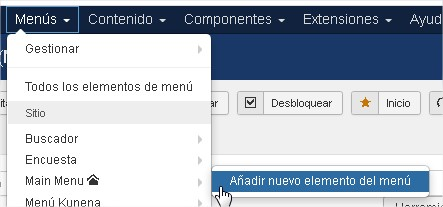 Menús Contenido Componentes Extensiones Ayud
Gestionar
Todos los elementos de menú
Desbloquear Inicio
Sitio
Buscador
Encuesta
Main Menu Añadir nuevo elemento del menú
Menú Kunena